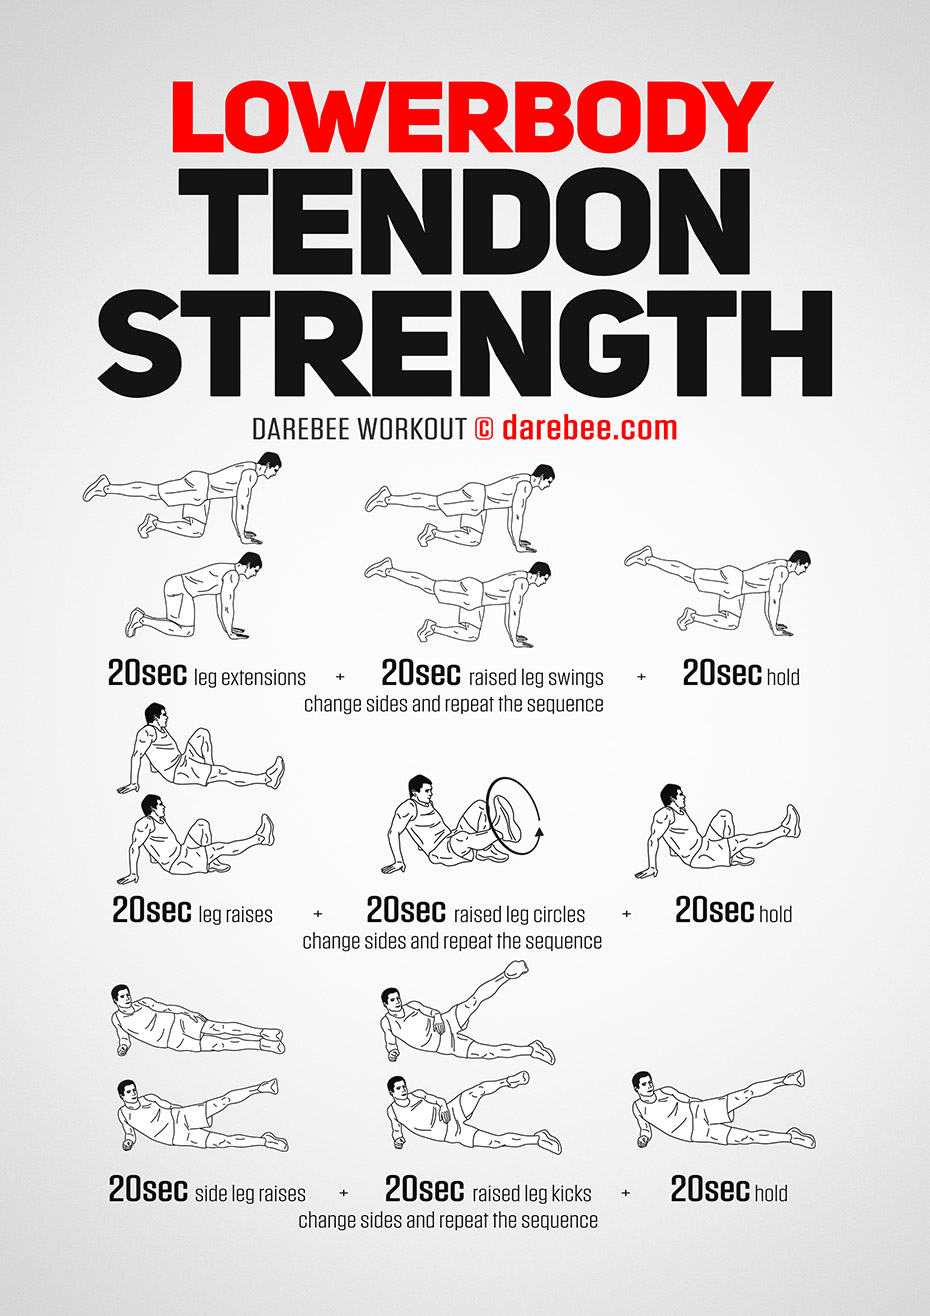 LOWERBODY
TENDON
STRENGTH
DAREBEE WORKOUT © darebee.com
20sec leg extensions + 20sec raised leg swings + 20sec hold
change sides and repeat the sequence
20sec leg raises + 20sec raised leg circles + 20sec hold
change sides and repeat the sequence
20sec side leg raises + 20sec raised leg kicks + 20sec hold
change sides and repeat the sequence